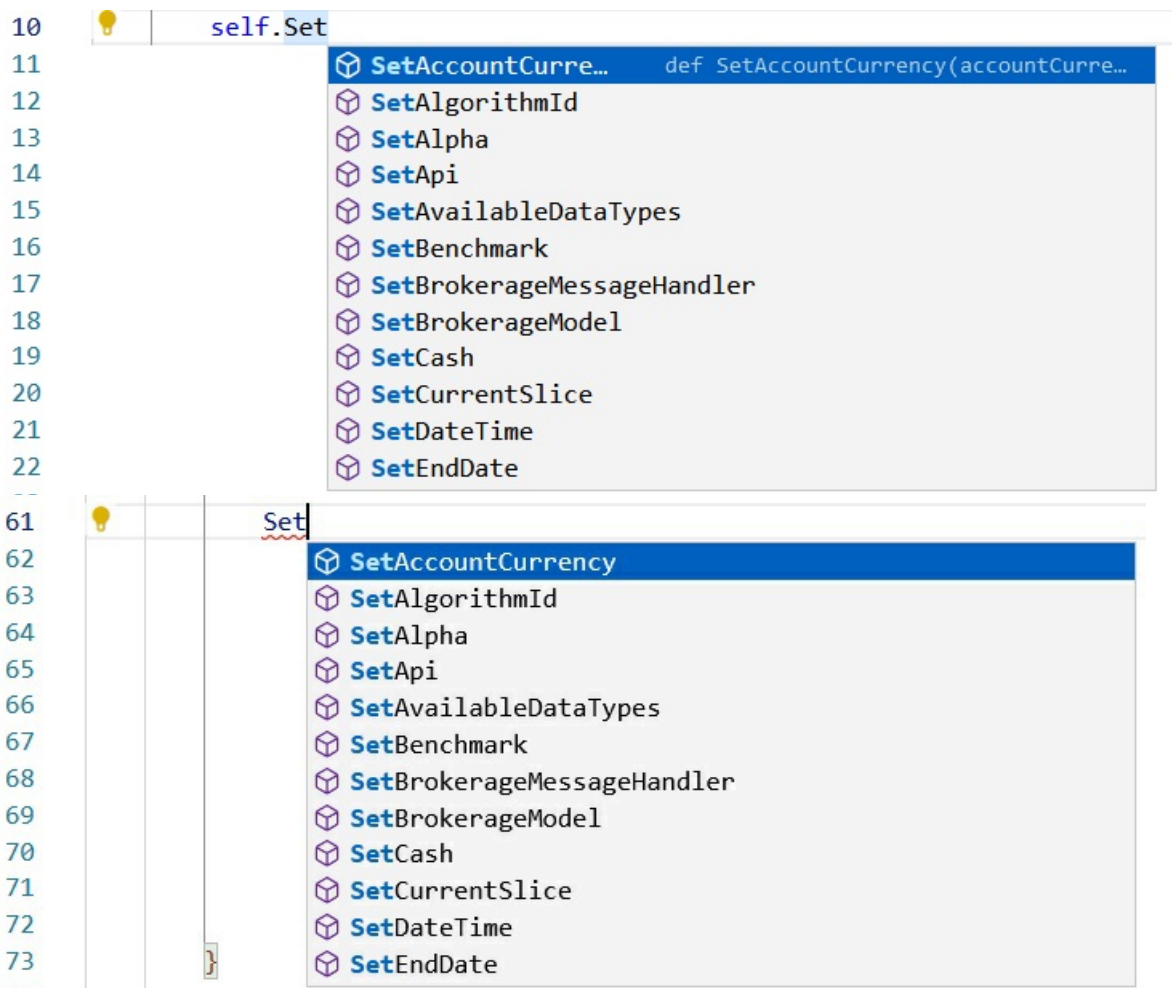 10 self.Set
11 SetAccountCurre… def SetAccountCurrency(accountCurre…
12 SetAlgorithmId
13 SetAlpha
14 SetApi
15 SetAvailableDataTypes
16 SetBenchmark
17 SetBrokerageMessageHandler
18 SetBrokerageModel
19 SetCash
20 SetCurrentSlice
21 SetDateTime
22 SetEndDate
61 Set
62 SetAccountCurrency
63 SetAlgorithmId
64 SetAlpha
65 SetApi
66 SetAvailableDataTypes
67 SetBenchmark
68 SetBrokerageMessageHandler
69 SetBrokerageModel
70 SetCash
71 SetCurrentSlice
72 SetDateTime
73 } SetEndDate